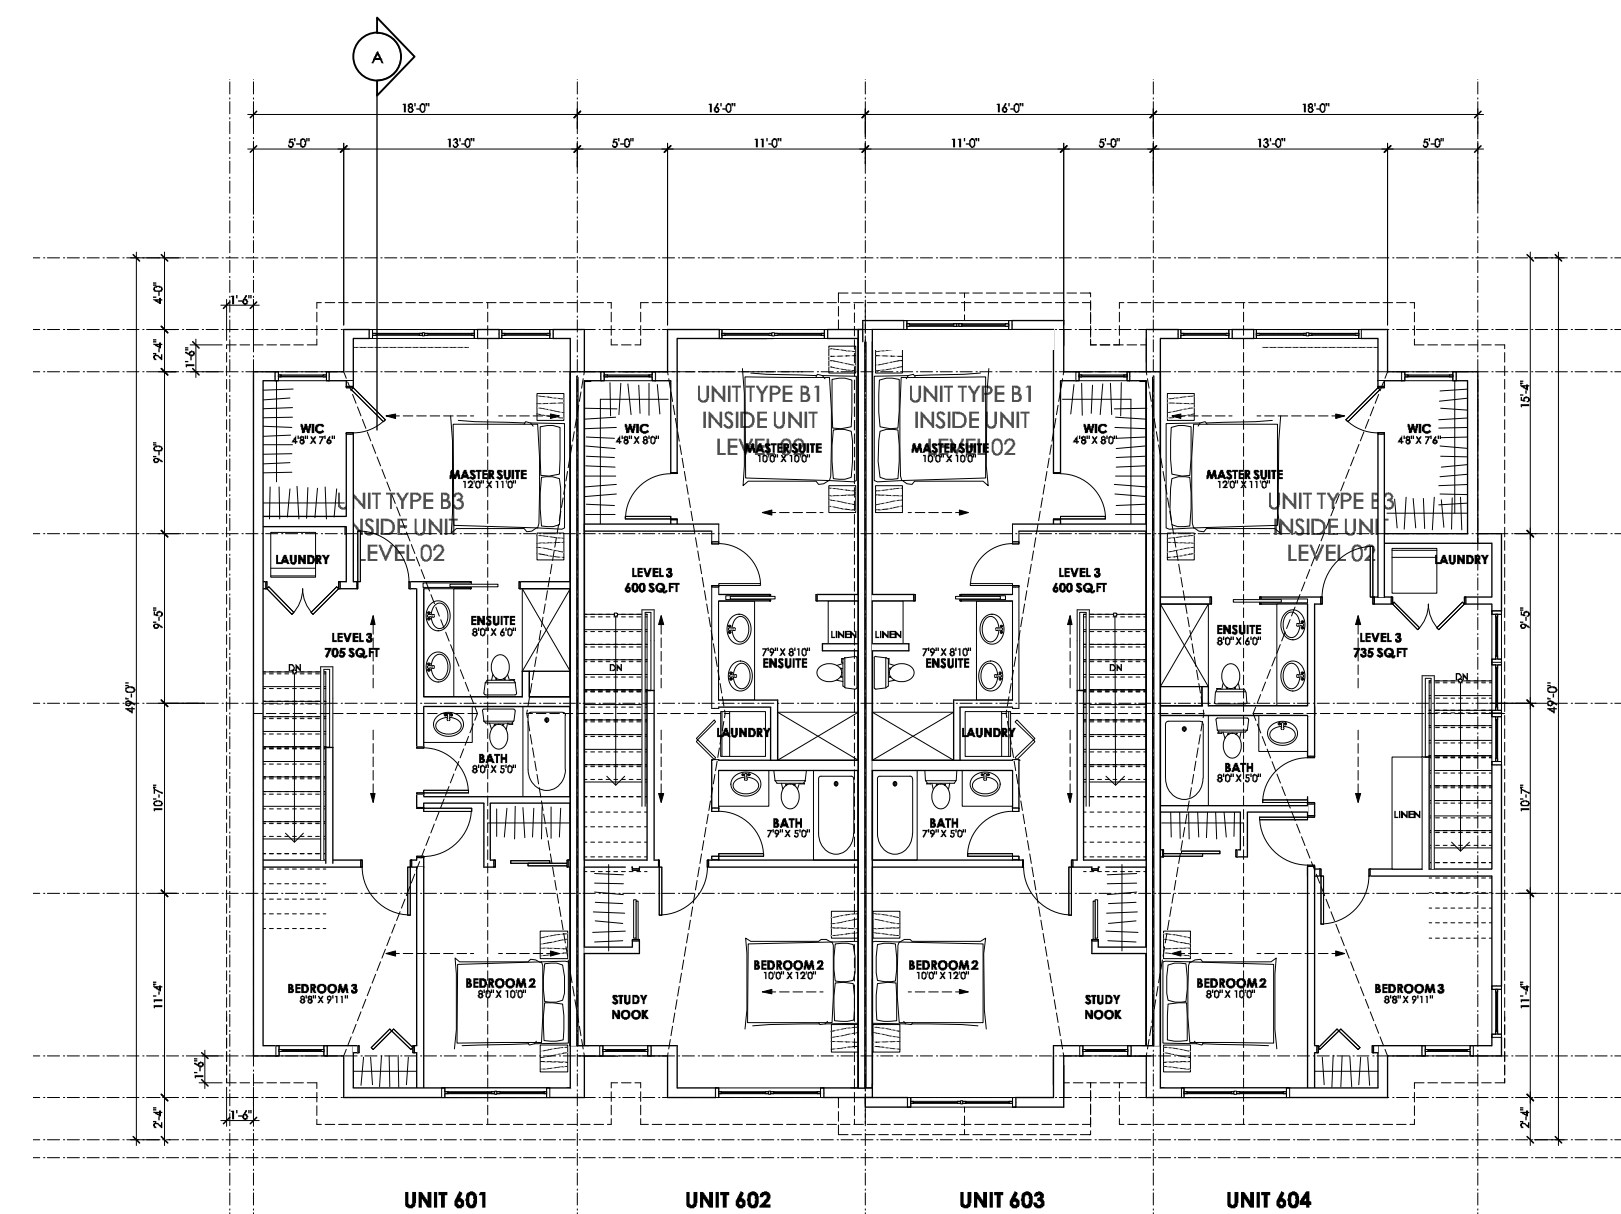 A
18'-0"
16'-0"
16'-0"
18'-0"
5'-0"
13'-0"
5'-0"
11'-0"
11'-0"
5'-0"
13'-0"
5'-0"
4'-0"
1'-6"
2'-4"
1'-6"
9'-0"
9'-5"
49'-0"
10'-7"
11'-4"
1'-6"
1'-6"
2'-4"
WIC
4'8" X 7'6"
MASTER SUITE
12'0" X 11'0"
UNIT TYPE B3
INSIDE UNIT
LEVEL 02
LAUNDRY
ENSUITE
8'0" X 6'0"
LEVEL 3
705 SQ.FT
DN
BATH
8'0" X 5'0"
BEDROOM 3
8'8" X 9'11"
BEDROOM 2
8'0" X 10'0"
WIC
4'8" X 8'0"
UNIT TYPE B1
INSIDE UNIT
LEVEL 02
MASTER SUITE
10'0" X 10'0"
LEVEL 3
600 SQ.FT
DN
LINEN
7'9" X 8'10"
ENSUITE
LAUNDRY
BATH
7'9" X 5'0"
BEDROOM 2
10'0" X 12'0"
STUDY
NOOK
UNIT TYPE B1
INSIDE UNIT
LEVEL 02
MASTER SUITE
10'0" X 10'0"
WIC
4'8" X 8'0"
LEVEL 3
600 SQ.FT
LINEN
7'9" X 8'10"
ENSUITE
DN
LAUNDRY
BATH
7'9" X 5'0"
BEDROOM 2
10'0" X 12'0"
STUDY
NOOK
WIC
4'8" X 7'6"
MASTER SUITE
12'0" X 11'0"
UNIT TYPE B3
INSIDE UNIT
LEVEL 02
LAUNDRY
ENSUITE
8'0" X 6'0"
LEVEL 3
735 SQ.FT
DN
BATH
8'0" X 5'0"
LINEN
BEDROOM 2
8'0" X 10'0"
BEDROOM 3
8'8" X 9'11"
15'-4"
9'-5"
49'-0"
10'-7"
11'-4"
2'-4"
UNIT 601
UNIT 602
UNIT 603
UNIT 604